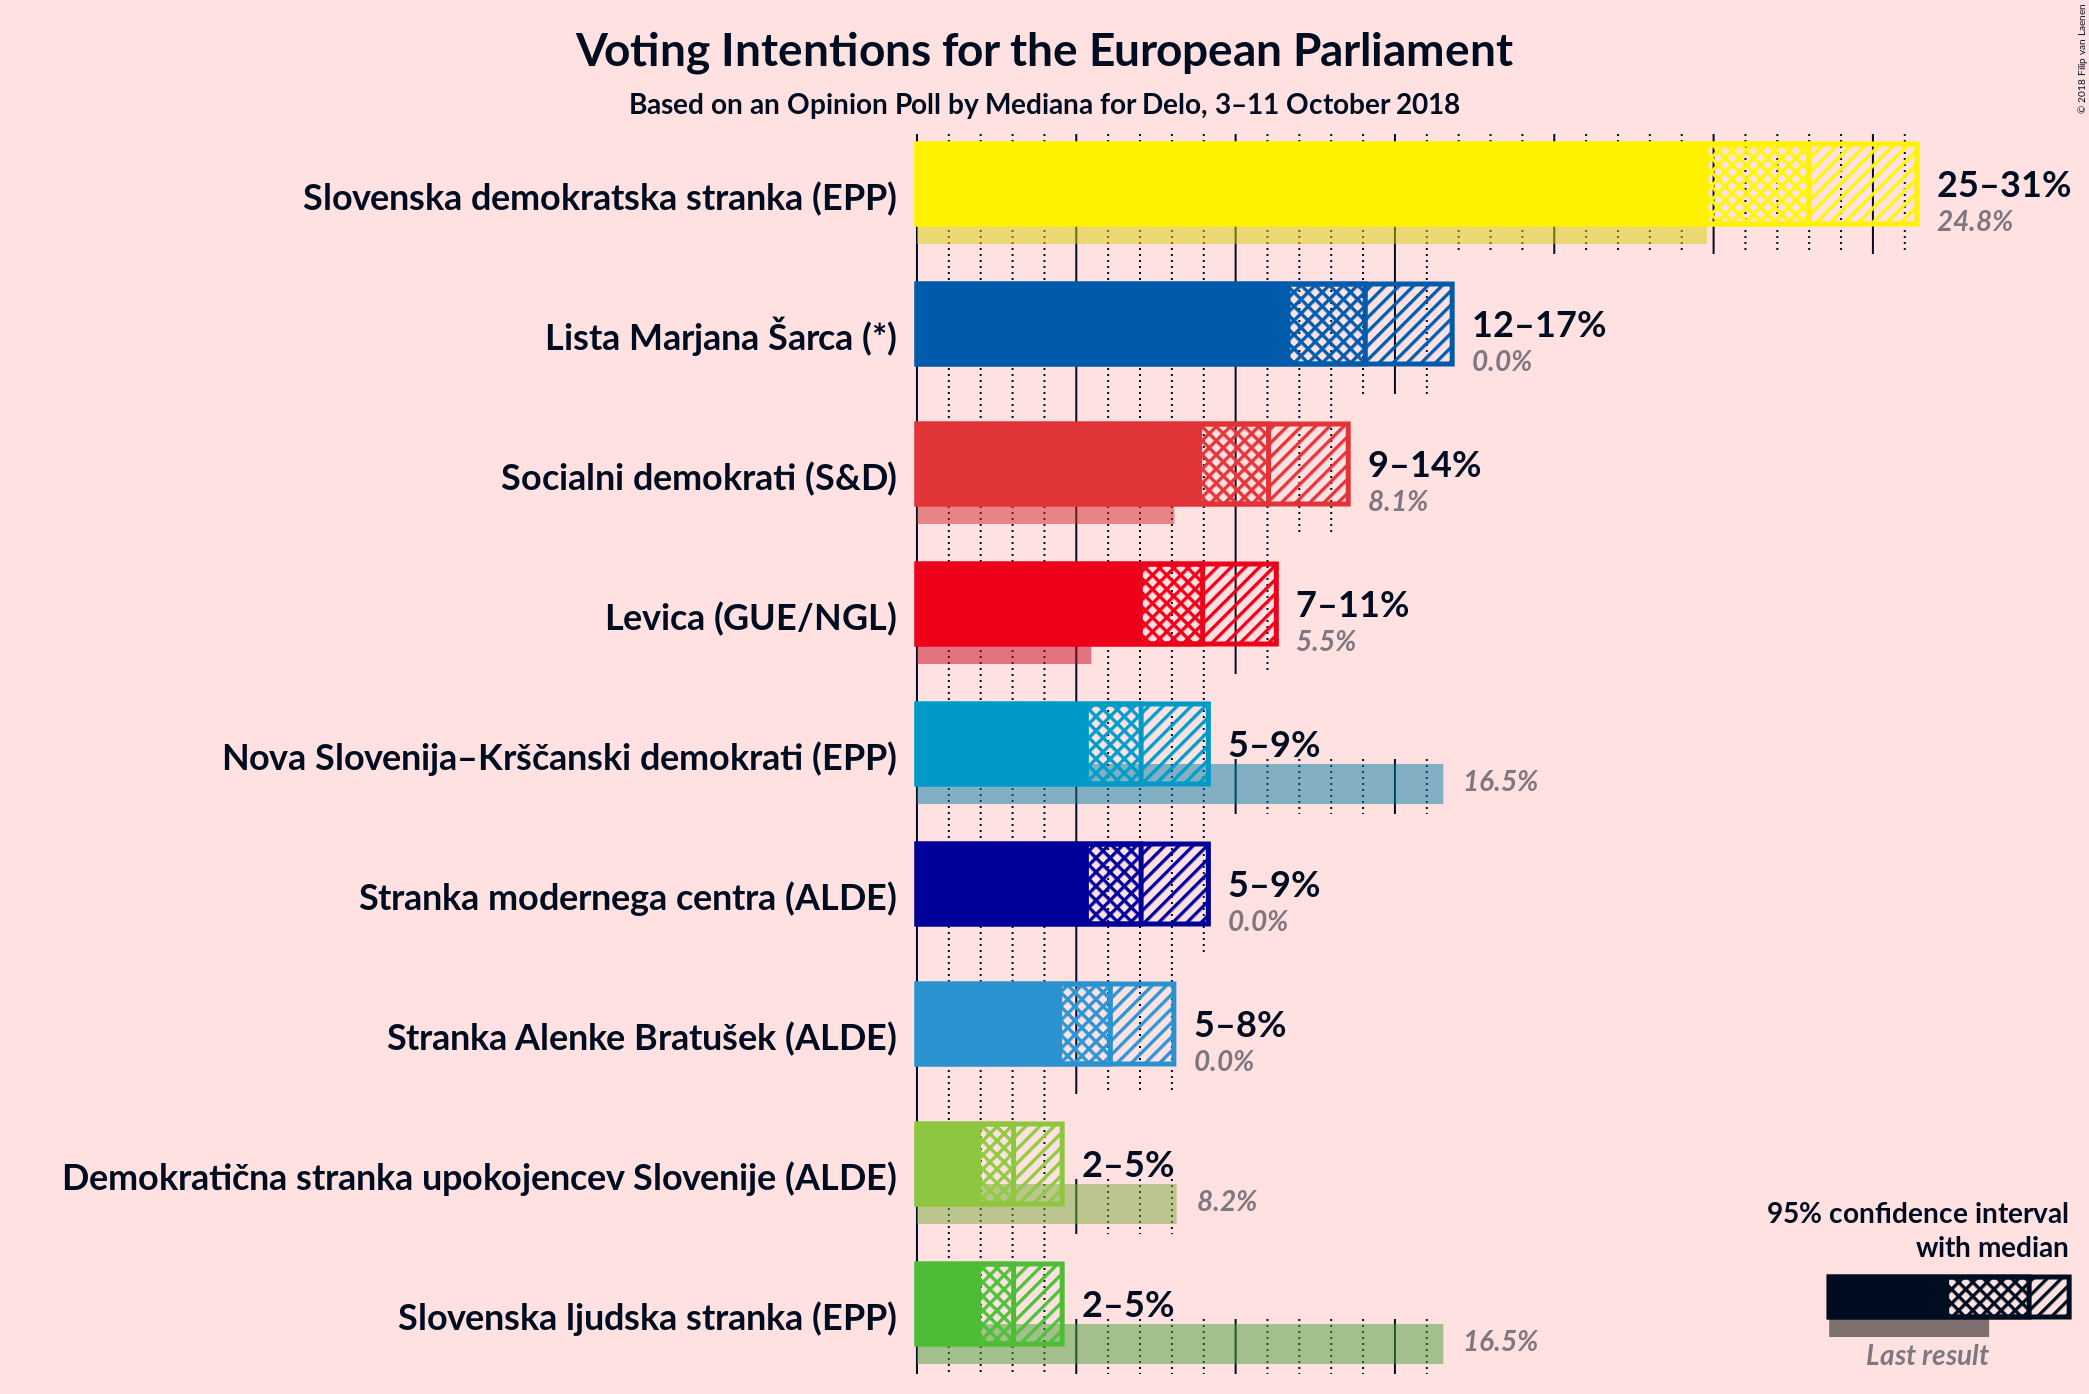 Voting Intentions for the European Parliament
Based on an Opinion Poll by Mediana for Delo, 3–11 October 2018
© 2018 Filip van Laenen
Slovenska demokratska stranka (EPP)
25–31%
24.8%
Lista Marjana Šarca (*)
12–17%
0.0%
Socialni demokrati (S&D)
9–14%
8.1%
Levica (GUE/NGL)
7–11%
5.5%
Nova Slovenija–Krščanski demokrati (EPP)
5–9%
16.5%
Stranka modernega centra (ALDE)
5–9%
0.0%
Stranka Alenke Bratušek (ALDE)
5–8%
0.0%
Demokratična stranka upokojencev Slovenije (ALDE)
2–5%
8.2%
Slovenska ljudska stranka (EPP)
2–5%
16.5%
95% confidence interval
with median
Last result